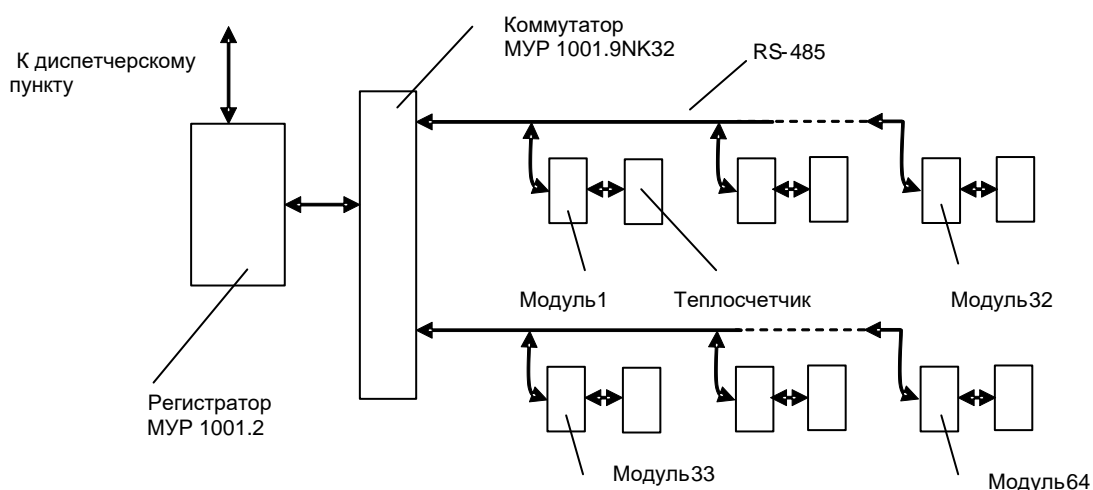 К диспетчерскому
пункту
Коммутатор
МУР 1001.9NK32
RS-485
Модуль1
Теплосчетчик
Модуль32
Регистратор
МУР 1001.2
Модуль33
Модуль64